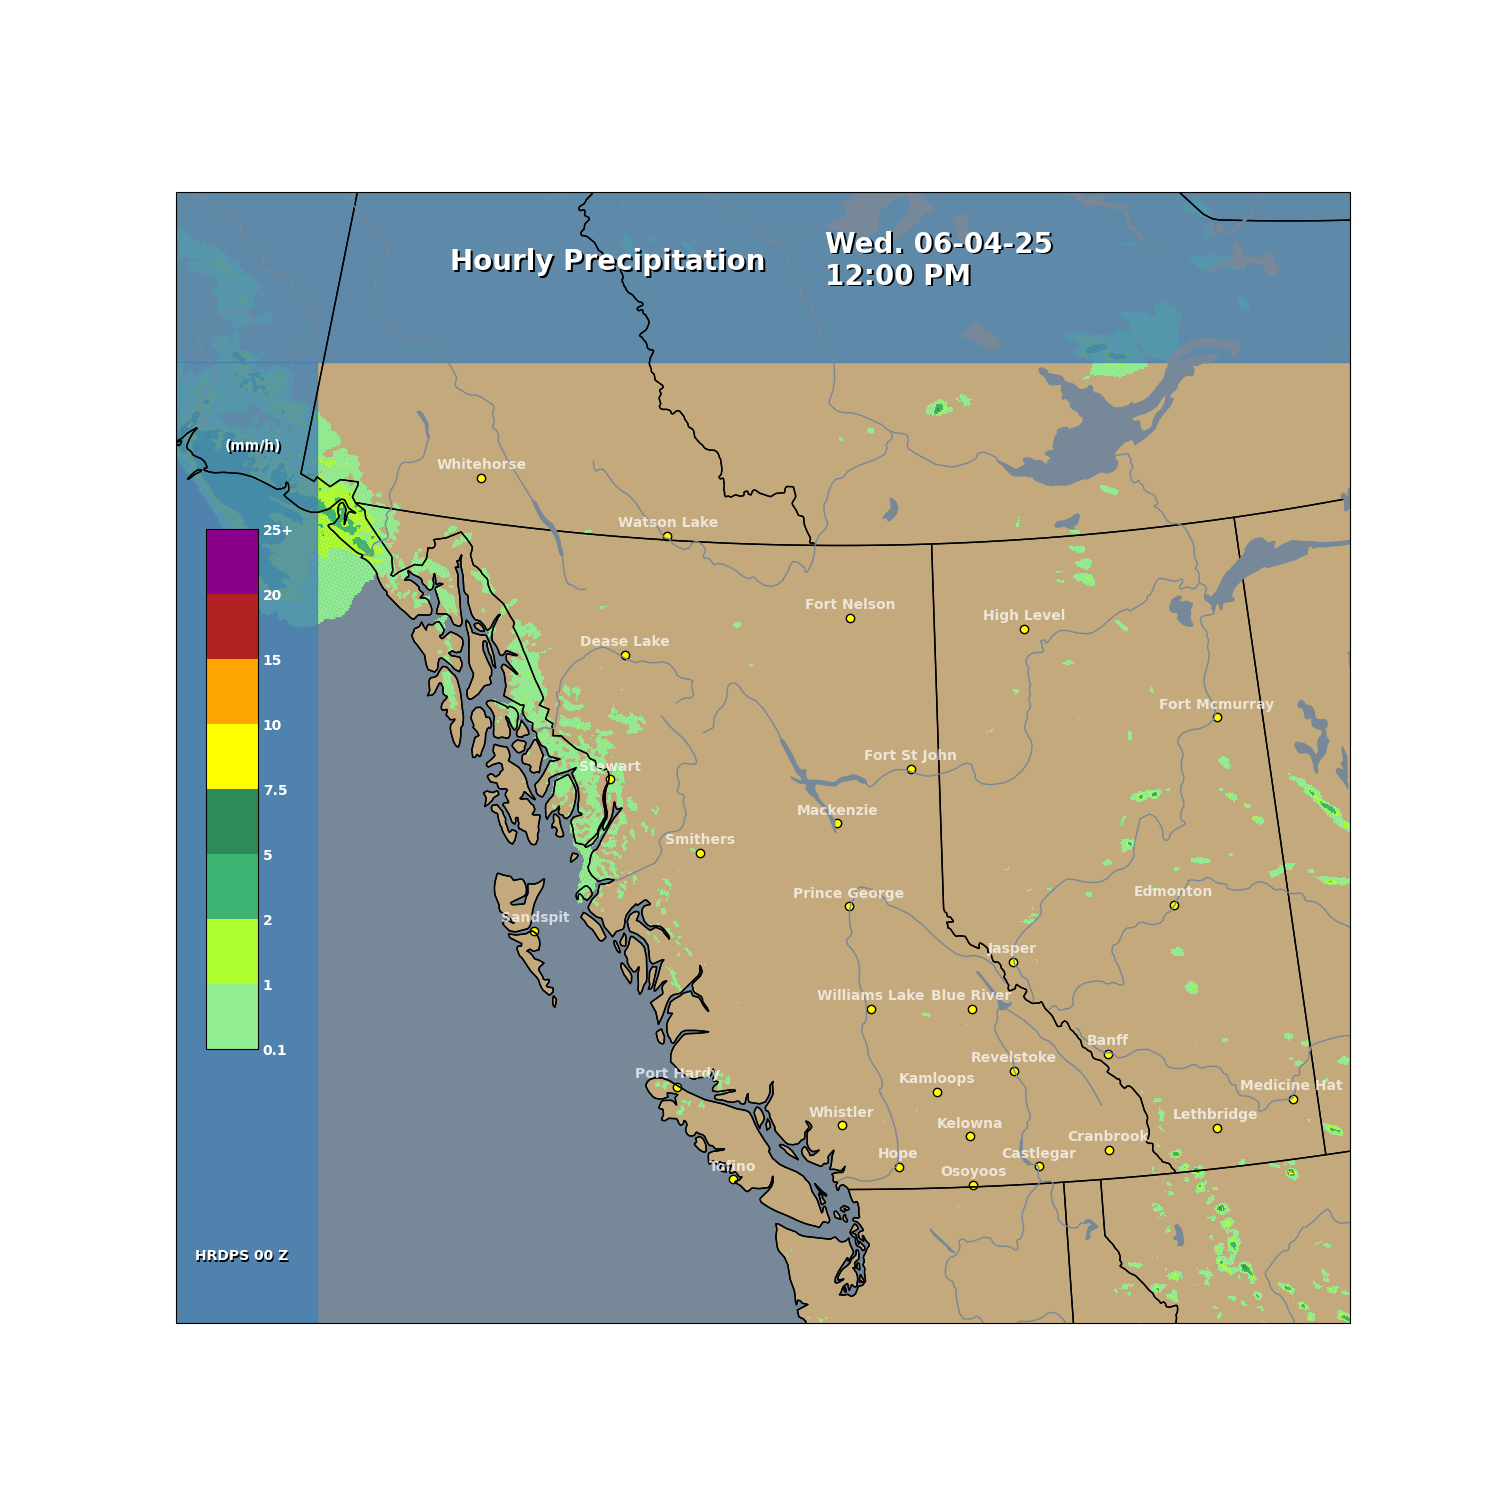 Hourly Precipitation
Wed. 06-04-25
12:00 PM
(mm/h)
25+
20
15
10
7.5
5
2
1
0.1
Whitehorse
Watson Lake
Fort Nelson
High Level
Dease Lake
Fort Mcmurray
Fort St John
Stewart
Mackenzie
Smithers
Prince George
Edmonton
Sandspit
Jasper
Williams Lake
Blue River
Banff
Revelstoke
Port Hardy
Kamloops
Medicine Hat
Whistler
Lethbridge
Kelowna
Cranbrook
Hope
Castlegar
Tofino
Osoyoos
HRDPS 00 Z